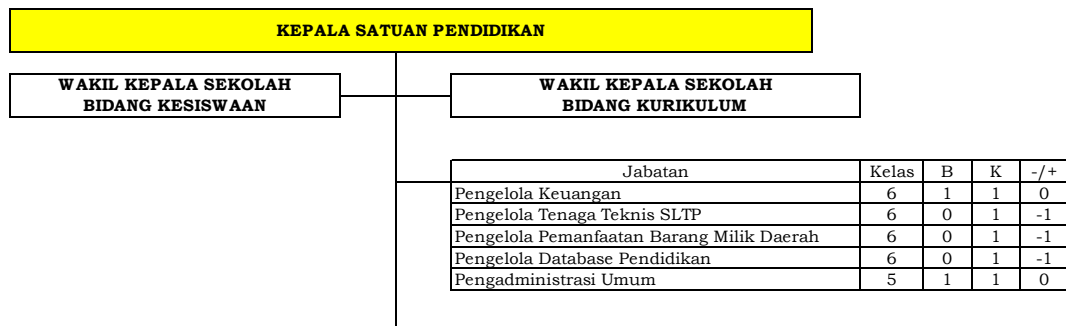 KEPALA SATUAN PENDIDIKAN
WAKIL KEPALA SEKOLAH
BIDANG KESISWAAN
WAKIL KEPALA SEKOLAH
BIDANG KURIKULUM
Jabatan Kelas B K -/+
Pengelola Keuangan 6 1 1 0
Pengelola Tenaga Teknis SLTP 6 0 1 -1
Pengelola Pemanfaatan Barang Milik Daerah 6 0 1 -1
Pengelola Database Pendidikan 6 0 1 -1
Pengadministrasi Umum 5 1 1 0